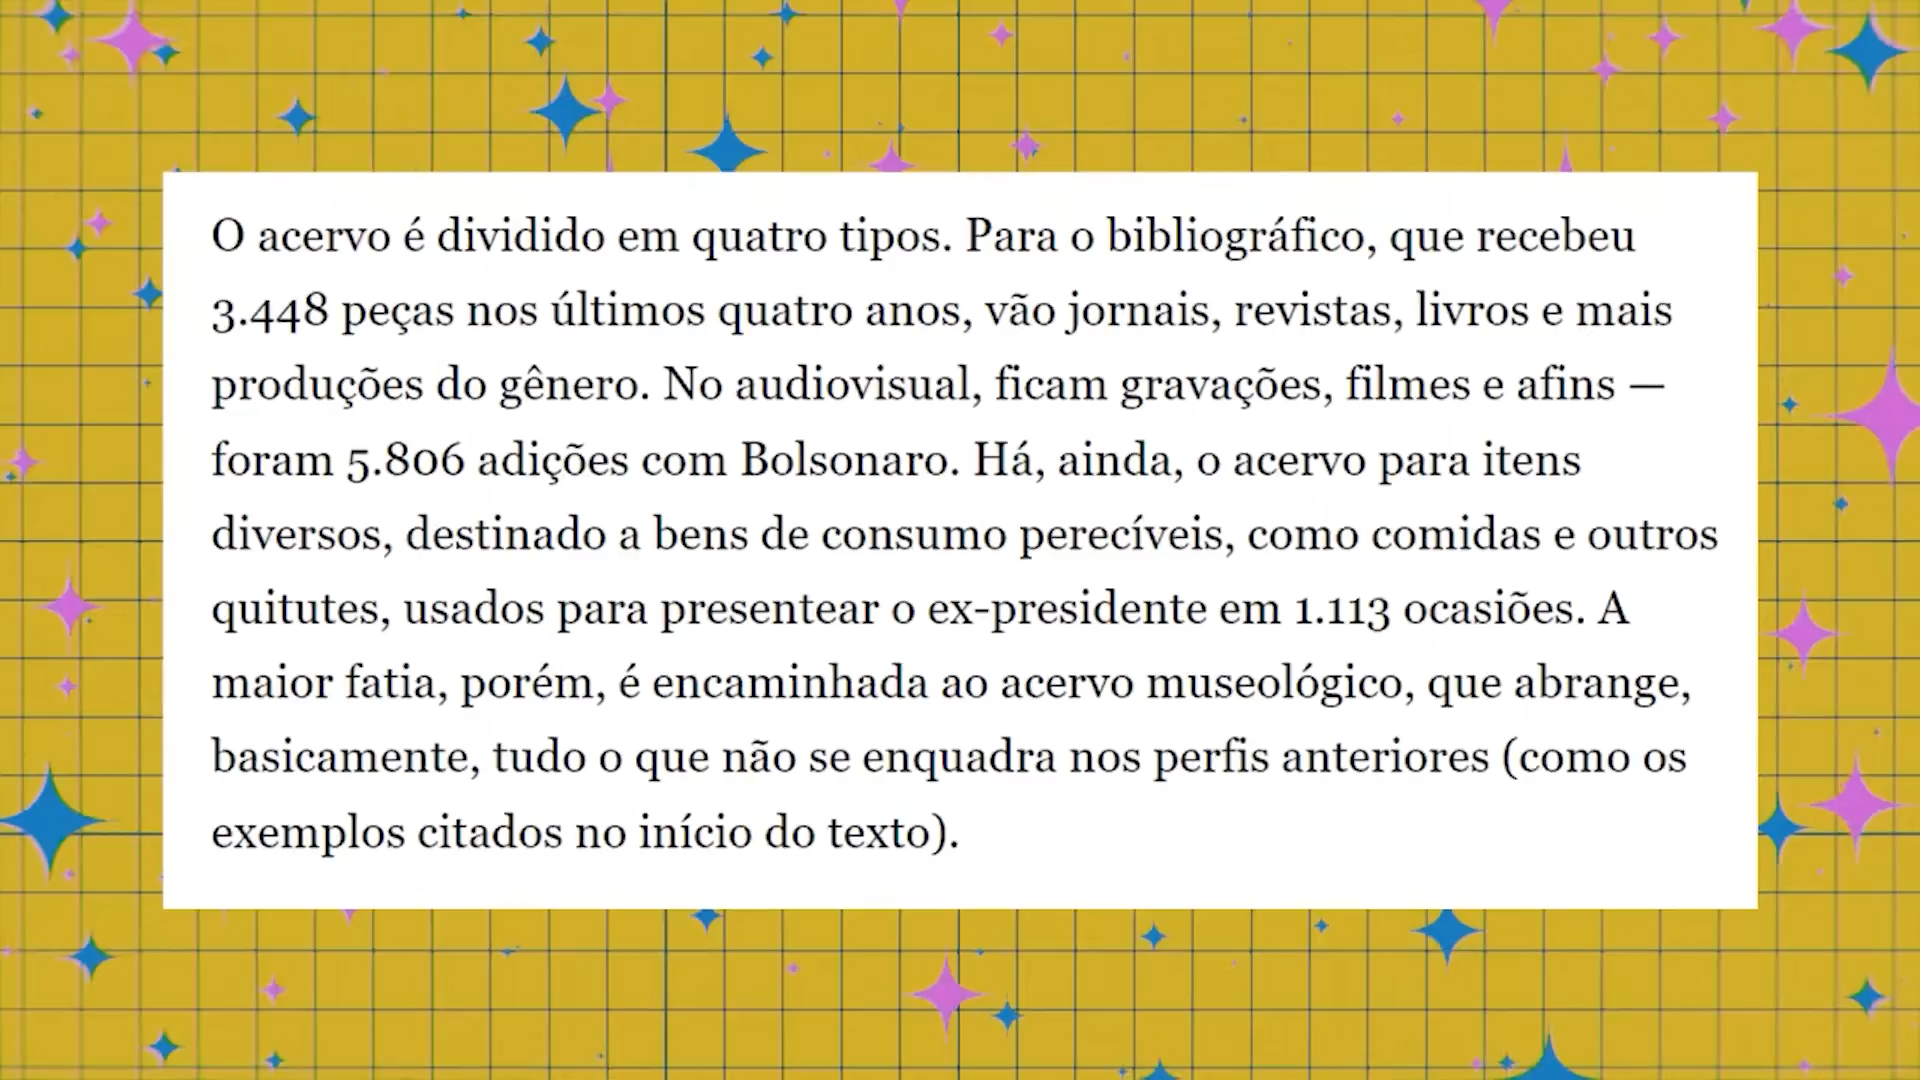 O acervo é dividido em quatro tipos. Para o bibliográfico, que recebeu
3.448 peças nos últimos quatro anos, vão jornais, revistas, livros e mais
produções do gênero. No audiovisual, ficam gravações, filmes e afins —
foram 5.806 adições com Bolsonaro. Há, ainda, o acervo para itens
diversos, destinado a bens de consumo perecíveis, como comidas e outros
quitutes, usados para presentear o ex-presidente em 1.113 ocasiões. A
maior fatia, porém, é encaminhada ao acervo museológico, que abrange,
basicamente, tudo o que não se enquadra nos perfis anteriores (como os
exemplos citados no início do texto).